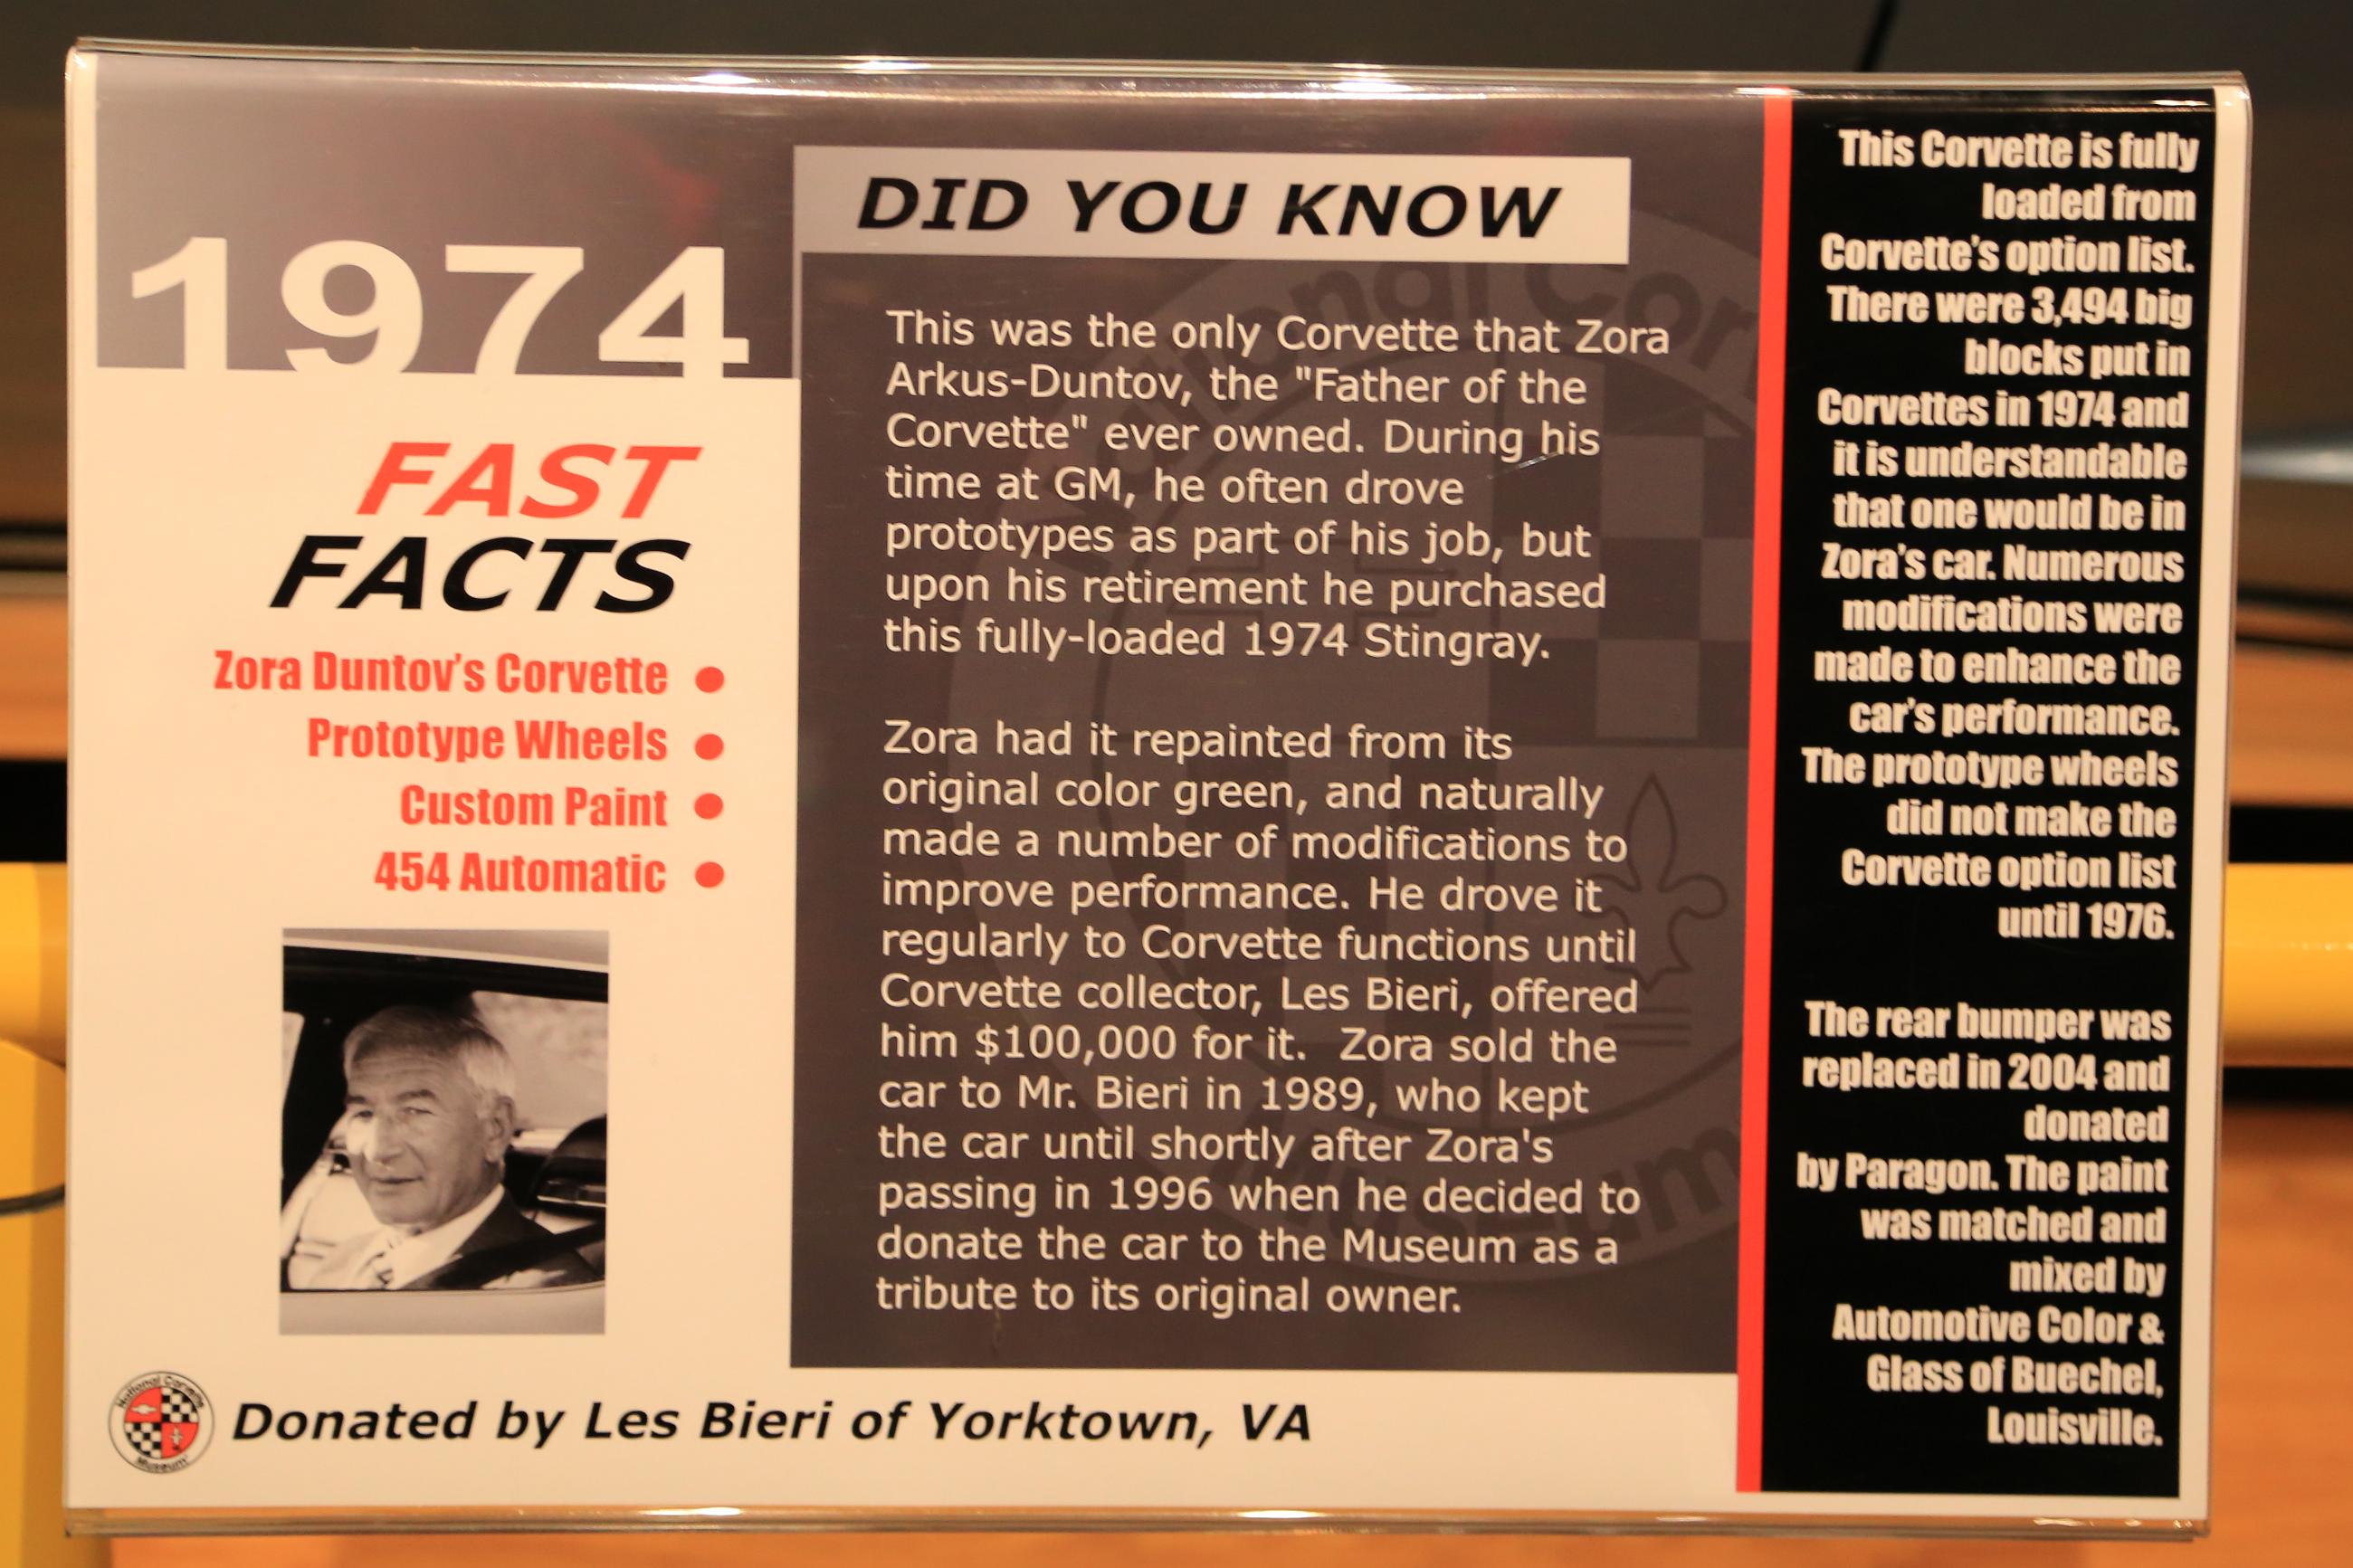 1974
FAST
FACTS
Zora Duntov's Corvette
Prototype Wheels
Custom Paint
454 Automatic
DID YOU KNOW
This was the only Corvette that Zora
Arkus-Duntov, the "Father of the
Corvette" ever owned. During his
time at GM, he often drove
prototypes as part of his job, but
upon his retirement he purchased
this fully-loaded 1974 Stingray.
Zora had it repainted from its
original color green, and naturally
made a number of modifications to
improve performance. He drove it
regularly to Corvette functions until
Corvette collector, Les Bieri, offered
him $100,000 for it.  Zora sold the
car to Mr. Bieri in 1989, who kept
the car until shortly after Zora's
passing in 1996 when he decided to
donate the car to the Museum as a
tribute to its original owner.
This Corvette is fully
loaded from
Corvette's option list.
There were 3,494 big
blocks put in
Corvettes in 1974 and
it is understandable
that one would be in
Zora's car. Numerous
modifications were
made to enhance the
car's performance.
The prototype wheels
did not make the
Corvette option list
until 1976.
The rear bumper was
replaced in 2004 and
donated
by Paragon. The paint
was matched and
mixed by
Automotive Color &
Glass of Buechel,
Louisville.
National Corvette
Museum
Donated by Les Bieri of Yorktown, VA